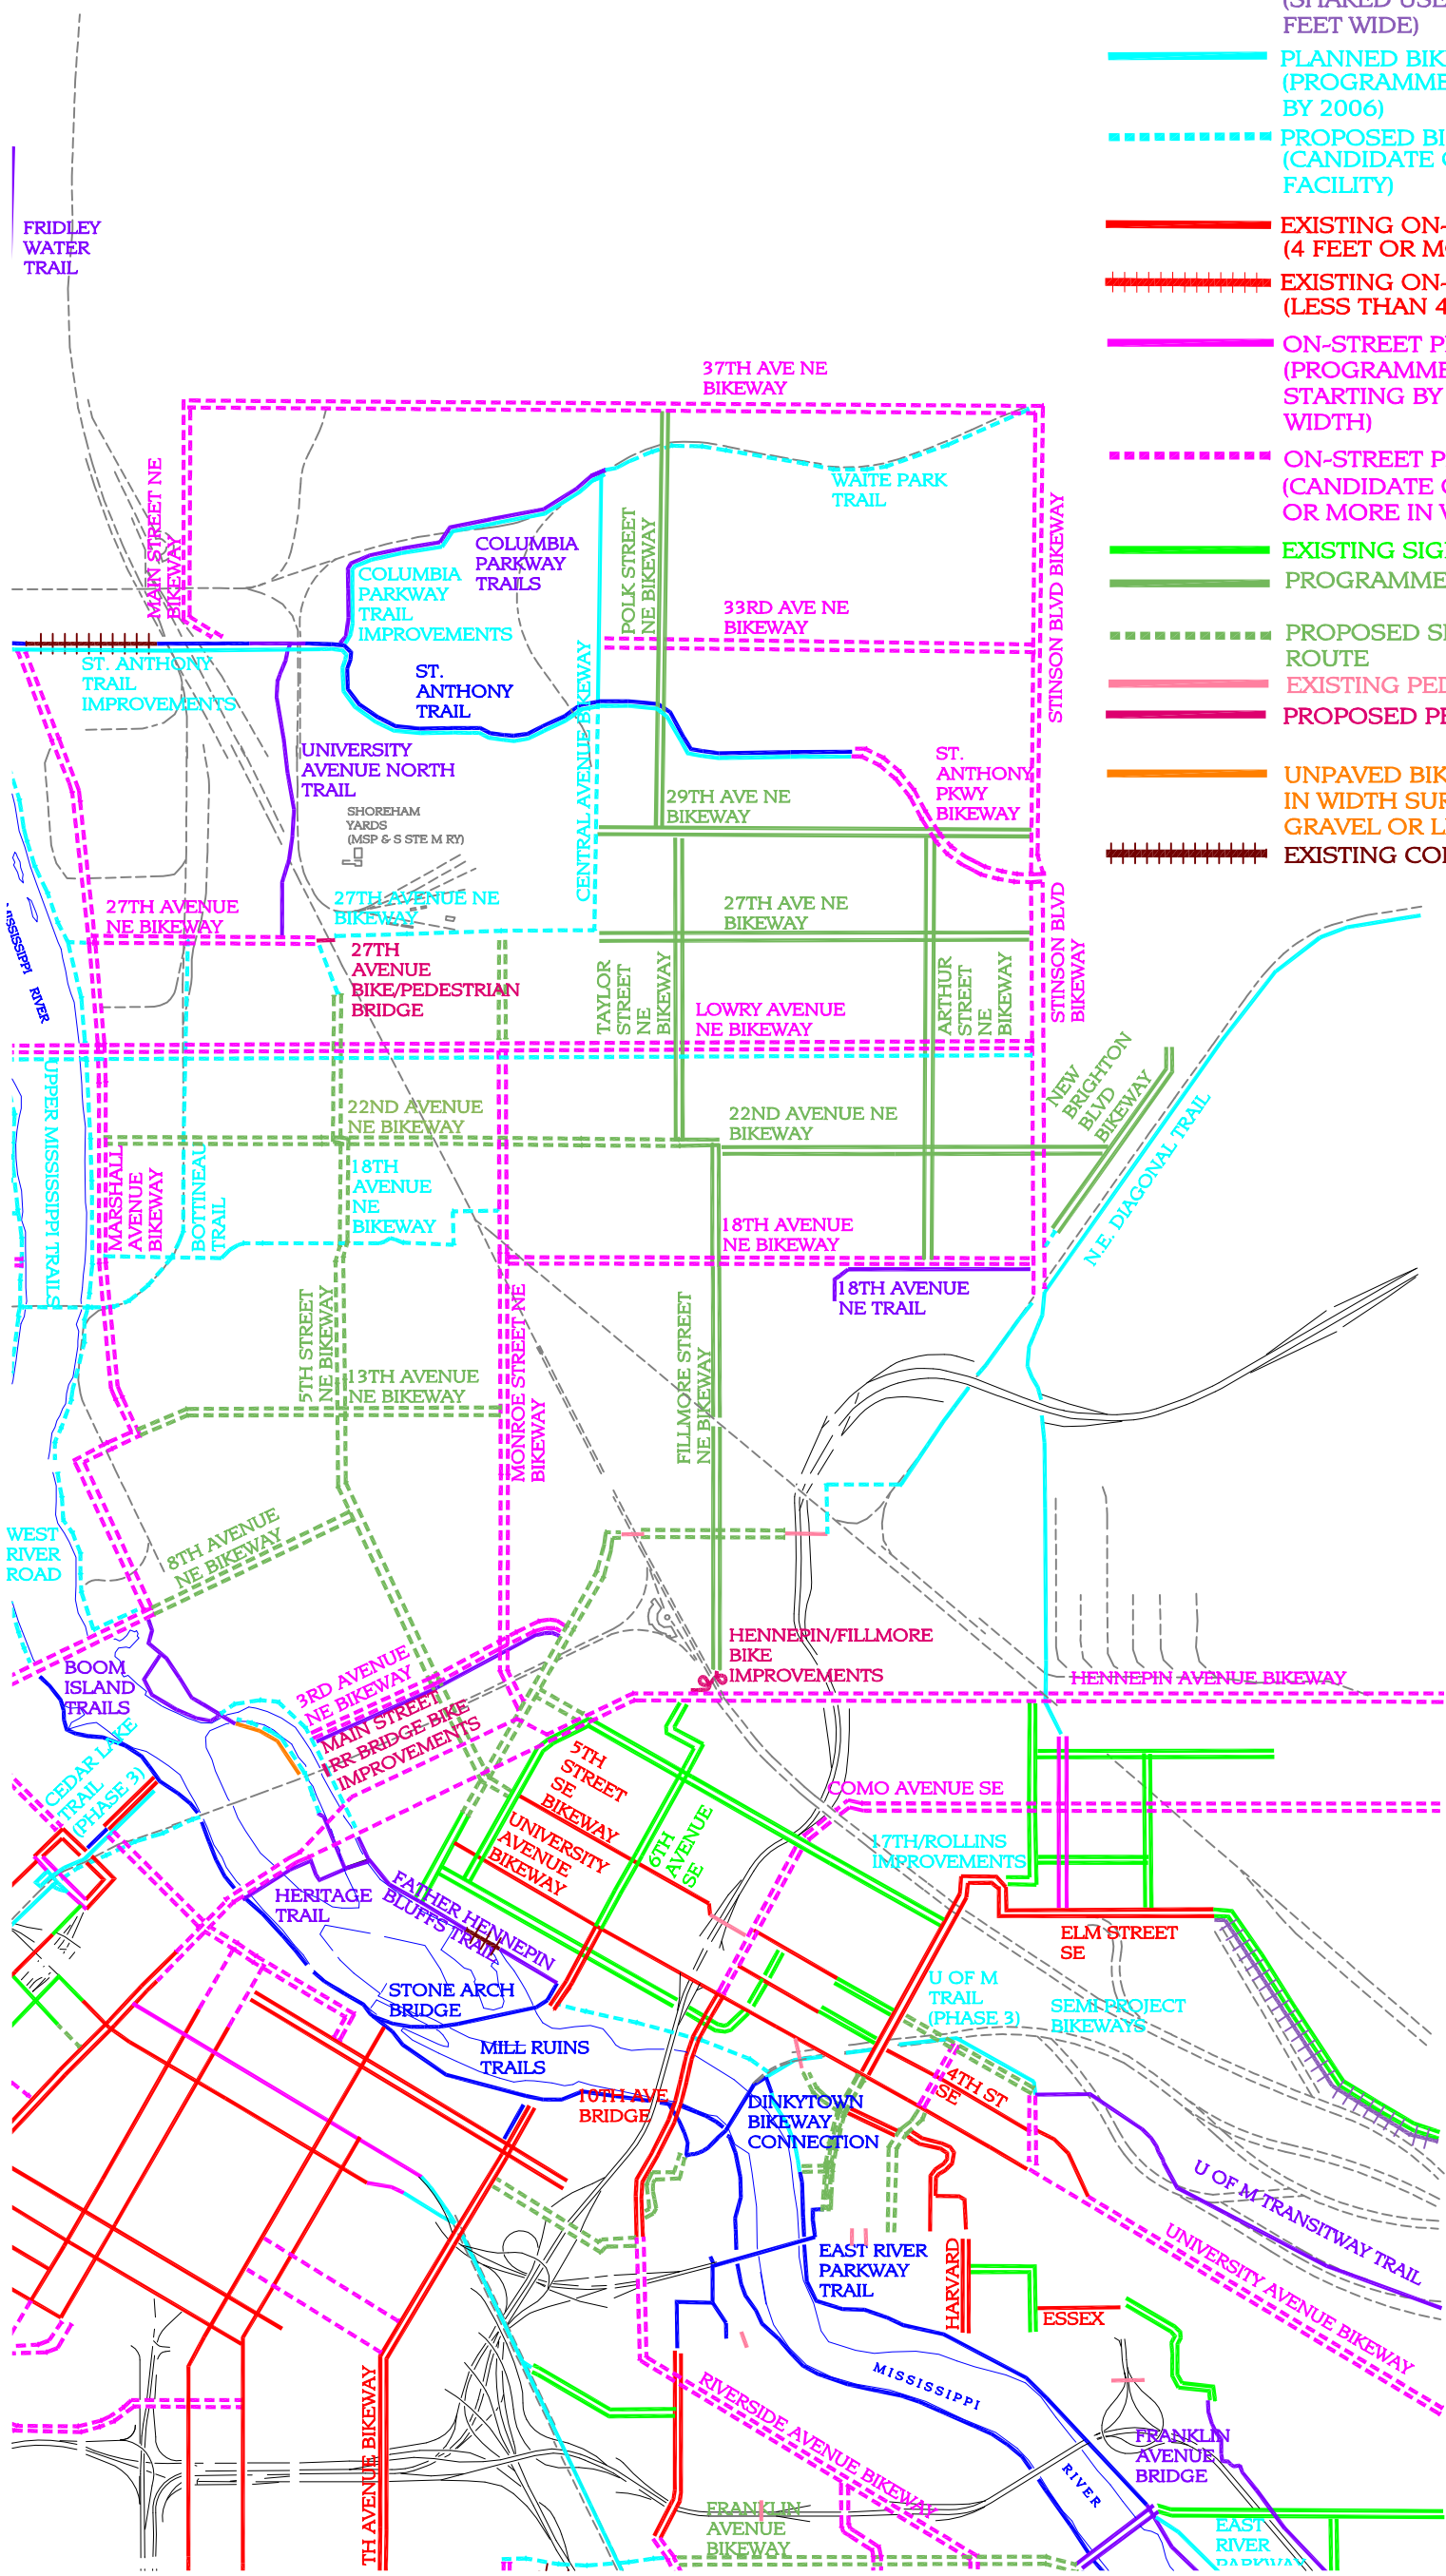 FEET WIDE)
PLANNED BIK
(PROGRAMME
BY 2006)
PROPOSED BI
(CANDIDATE
FACILITY)
EXISTING ON-
(4 FEET OR M
EXISTING ON-
(LESS THAN 4
ON-STREET P
(PROGRAMME
STARTING BY
WIDTH)
ON-STREET P
(CANDIDATE
OR MORE IN
EXISTING SIG
PROGRAMME
PROPOSED S
ROUTE
EXISTING PED
PROPOSED PE
UNPAVED BIK
IN WIDTH SUR
GRAVEL OR L
EXISTING CO
FRIDLEY
WATER
TRAIL
37TH AVE NE
BIKEWAY
MAIN STREET NE
BIKEWAY
WAITE PARK
TRAIL
COLUMBIA
PARKWAY
TRAILS
COLUMBIA
PARKWAY
TRAIL
IMPROVEMENTS
POLK STREET
NE BIKEWAY
33RD AVE NE
BIKEWAY
STINSON BLVD BIKEWAY
ST. ANTHONY
TRAIL
IMPROVEMENTS
ST.
ANTHONY
TRAIL
CENTRAL AVENUE BIKEWAY
UNIVERSITY
AVENUE NORTH
TRAIL
ST.
ANTHONY
PKWY
BIKEWAY
29TH AVE NE
BIKEWAY
SHOREHAM
YARDS
(MSP & S STE M RY)
27TH AVENUE
NE BIKEWAY
27TH AVENUE NE
BIKEWAY
27TH AVE NE
BIKEWAY
STINSON BLVD
BIKEWAY
27TH
AVENUE
BIKE/PEDESTRIAN
BRIDGE
RIVER
TAYLOR
STREET
NE
BIKEWAY
ARTHUR
STREET
NE
BIKEWAY
LOWRY AVENUE
NE BIKEWAY
UPPER MISSISSIPPI TRAILS
NEW
BRIGHTON
BLVD
BIKEWAY
22ND AVENUE
NE BIKEWAY
22ND AVENUE NE
BIKEWAY
N.E. DIAGONAL TRAIL
MARSHALL
AVENUE
BIKEWAY
BOTTINEAU
TRAIL
18TH
AVENUE
NE
BIKEWAY
18TH AVENUE
NE BIKEWAY
18TH AVENUE
NE TRAIL
5TH STREET
NE BIKEWAY
MONROE STREET NE
BIKEWAY
FILLMORE STREET
NE BIKEWAY
13TH AVENUE
NE BIKEWAY
WEST
RIVER
ROAD
8TH AVENUE
NE BIKEWAY
HENNEPIN/FILLMORE
BIKE
IMPROVEMENTS
HENNEPIN AVENUE BIKEWAY
BOOM
ISLAND
TRAILS
3RD AVENUE
NE BIKEWAY
MAIN STREET
RR BRIDGE BIKE
IMPROVEMENTS
CEDAR LAKE
TRAIL
(PHASE 3)
5TH
STREET
SE
BIKEWAY
UNIVERSITY
AVENUE
BIKEWAY
6TH
AVENUE
SE
COMO AVENUE SE
17TH/ROLLINS
IMPROVEMENTS
HERITAGE
TRAIL
FATHER HENNEPIN
BLUFFS TRAIL
ELM STREET
SE
STONE ARCH
BRIDGE
U OF M
TRAIL
(PHASE 3)
SEMI PROJECT
BIKEWAYS
MILL RUINS
TRAILS
10TH AVE
BRIDGE
4TH ST
SE
DINKYTOWN
BIKEWAY
CONNECTION
U OF M TRANSITWAY TRAIL
UNIVERSITY AVENUE BIKEWAY
EAST RIVER
PARKWAY
TRAIL
HARVARD
ESSEX
MISSISSIPPI
RIVER
RIVERSIDE AVENUE BIKEWAY
TH AVENUE BIKEWAY
FRANKLIN
AVENUE
BRIDGE
FRANKLIN
AVENUE
BIKEWAY
EAST
RIVER
PARKWAY